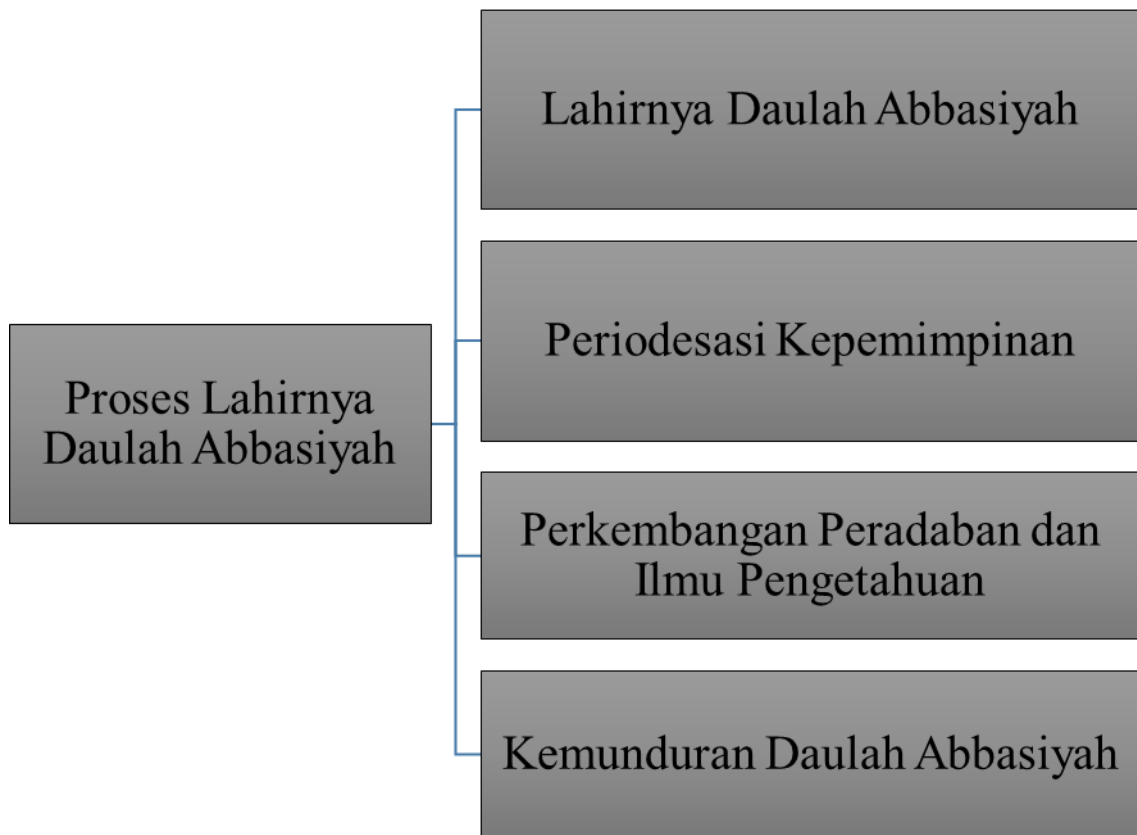 Lahirnya Daulah Abbasiyah
Periodesasi Kepemimpinan
Proses Lahirnya
Daulah Abbasiyah
Perkembangan Peradaban dan
Ilmu Pengetahuan
Kemunduran Daulah Abbasiyah